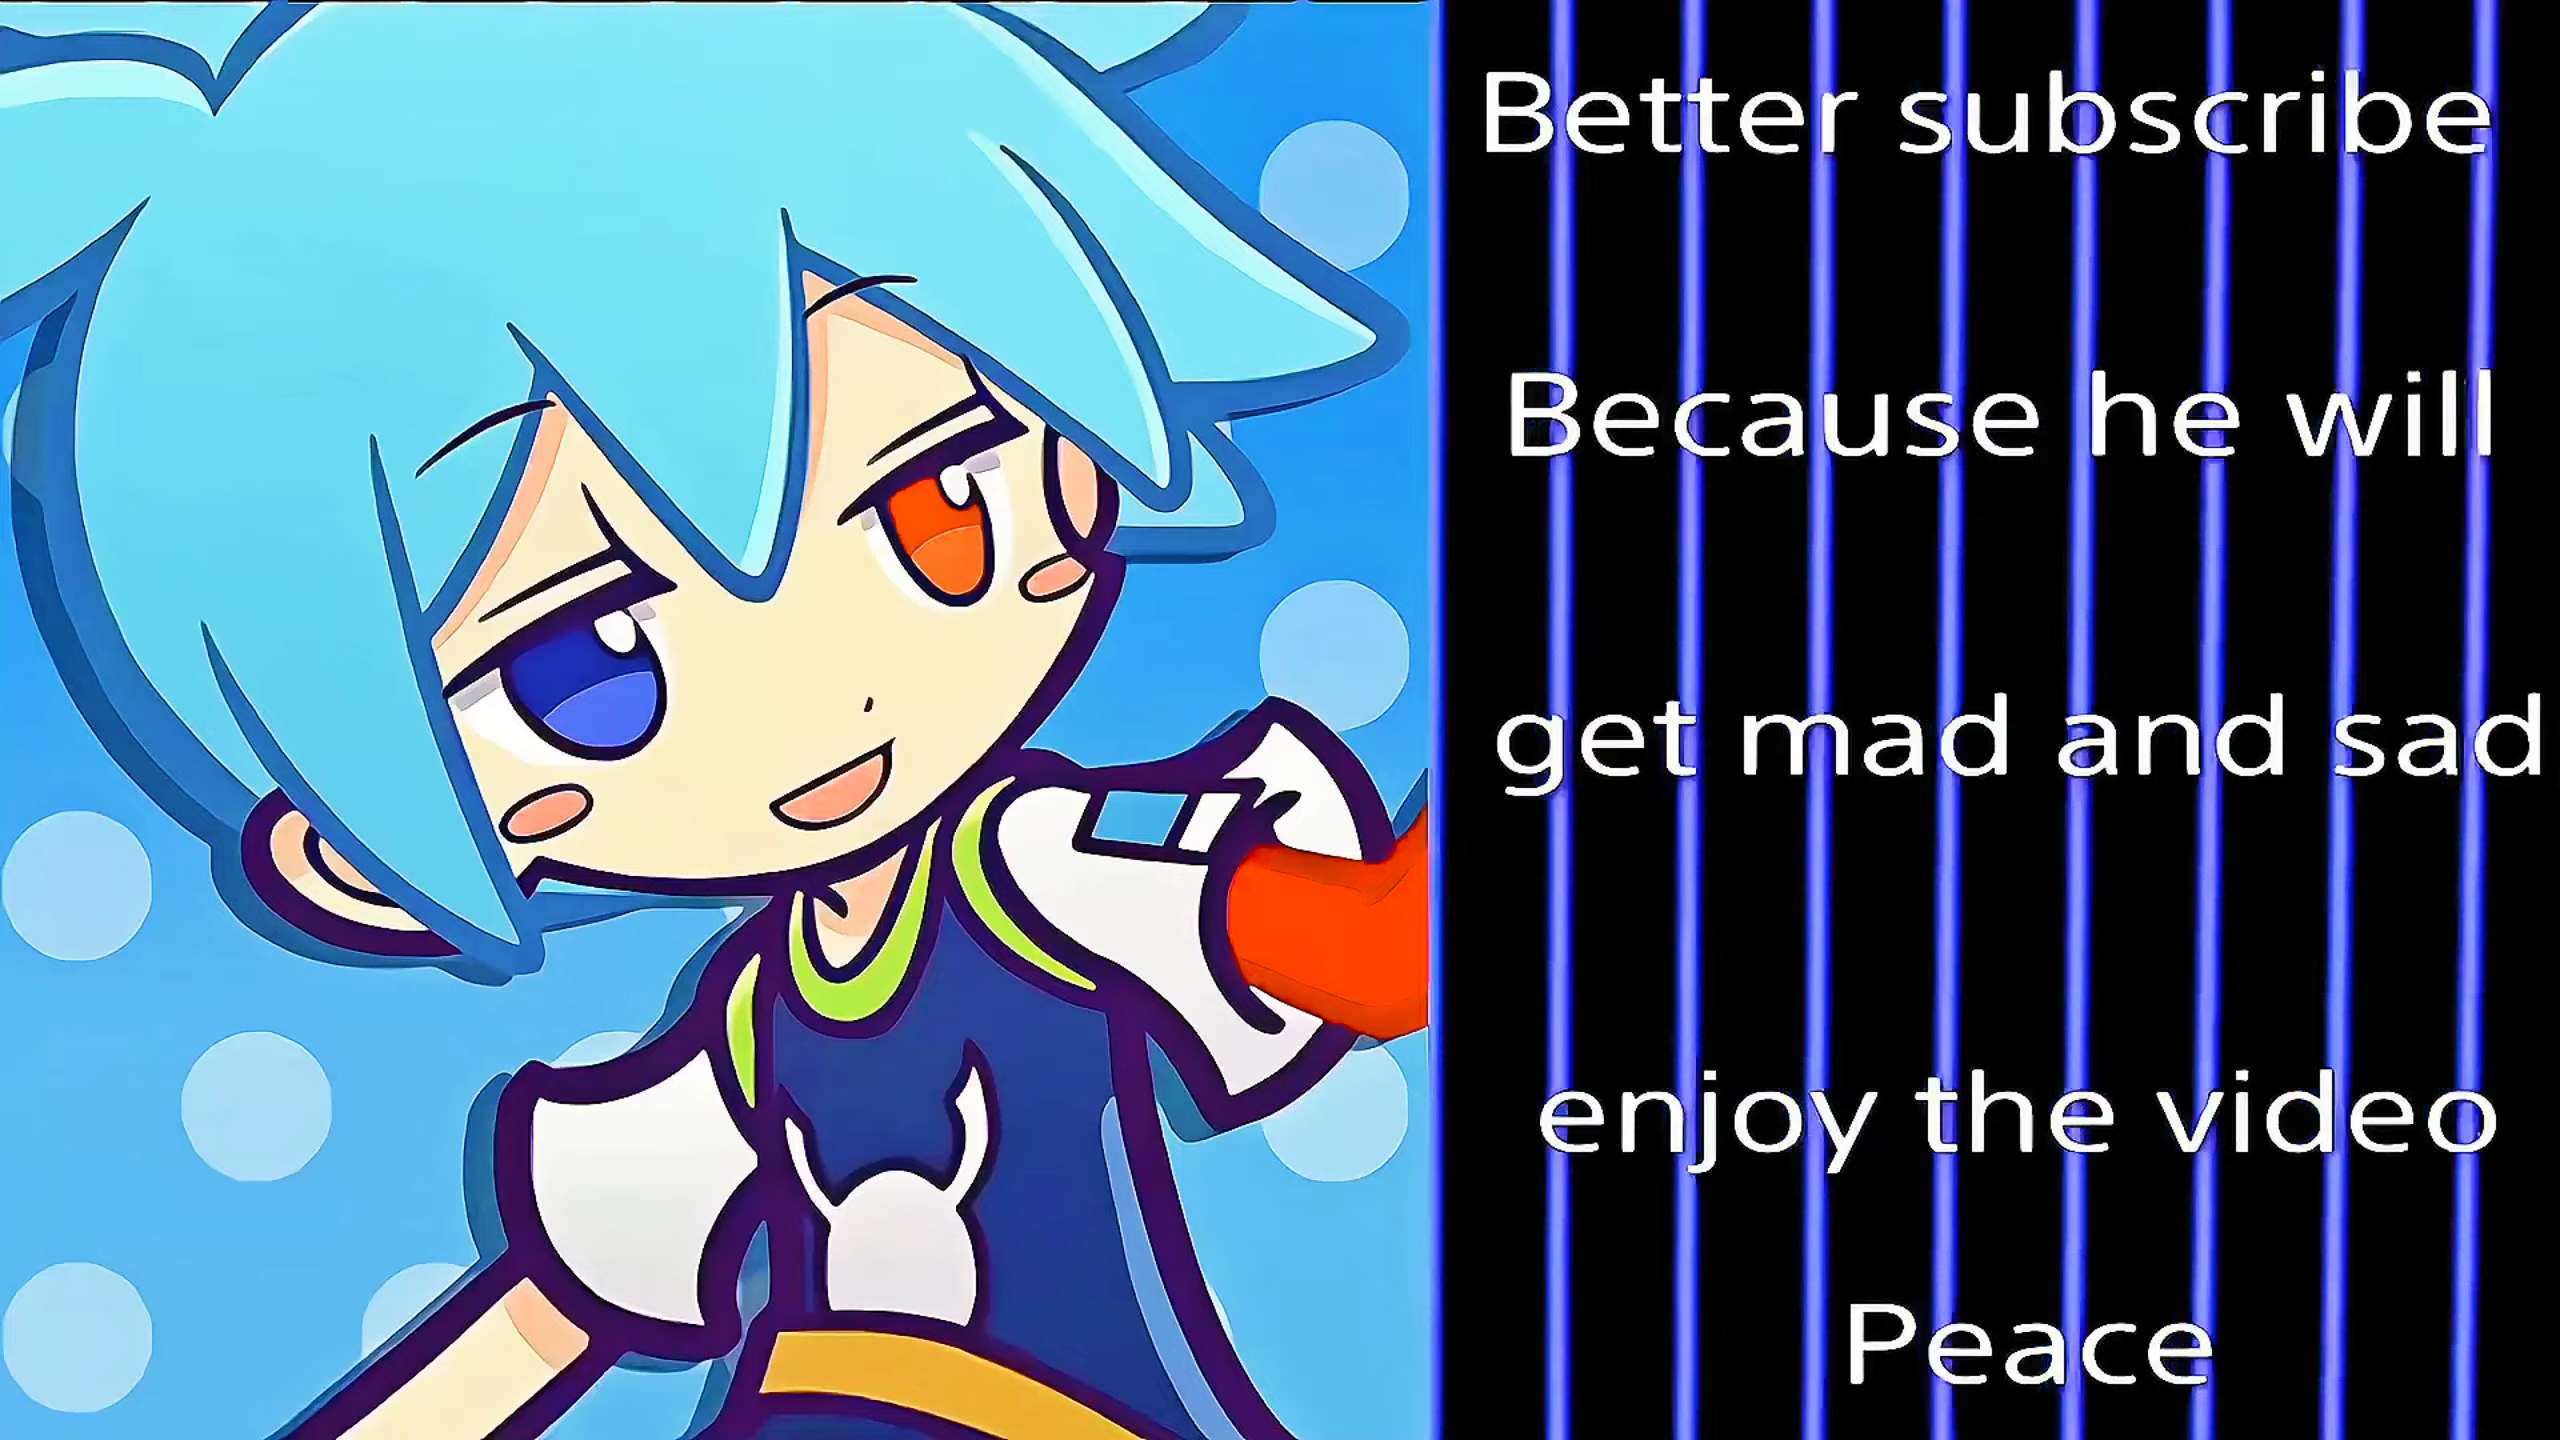 Better subscribe
Because he will
get mad and sad
enjoy the video
Peace